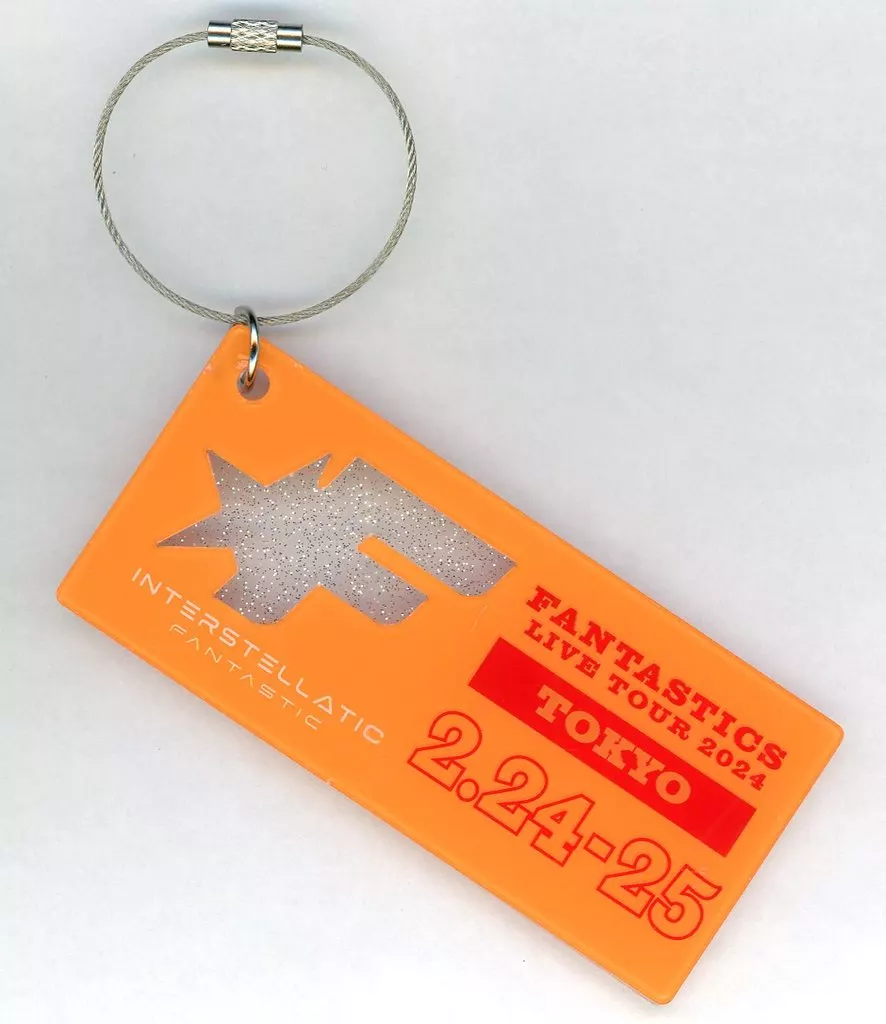 INTERSTELLATIC
FANTASTIC
FANTASTICS
LIVE TOUR 2024
TOKYO
2.24-25